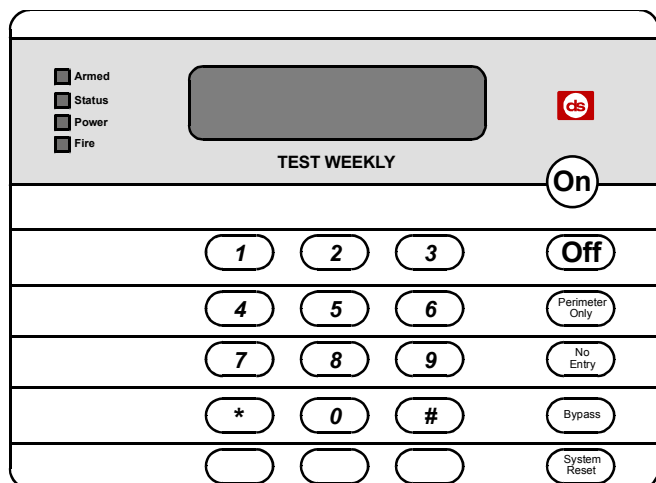 Armed
Status
Power
Fire
ds
TEST WEEKLY
On
1 2 3 Off
4 5 6 Perimeter
Only
7 8 9 No
Entry
* 0 # Bypass
System
Reset